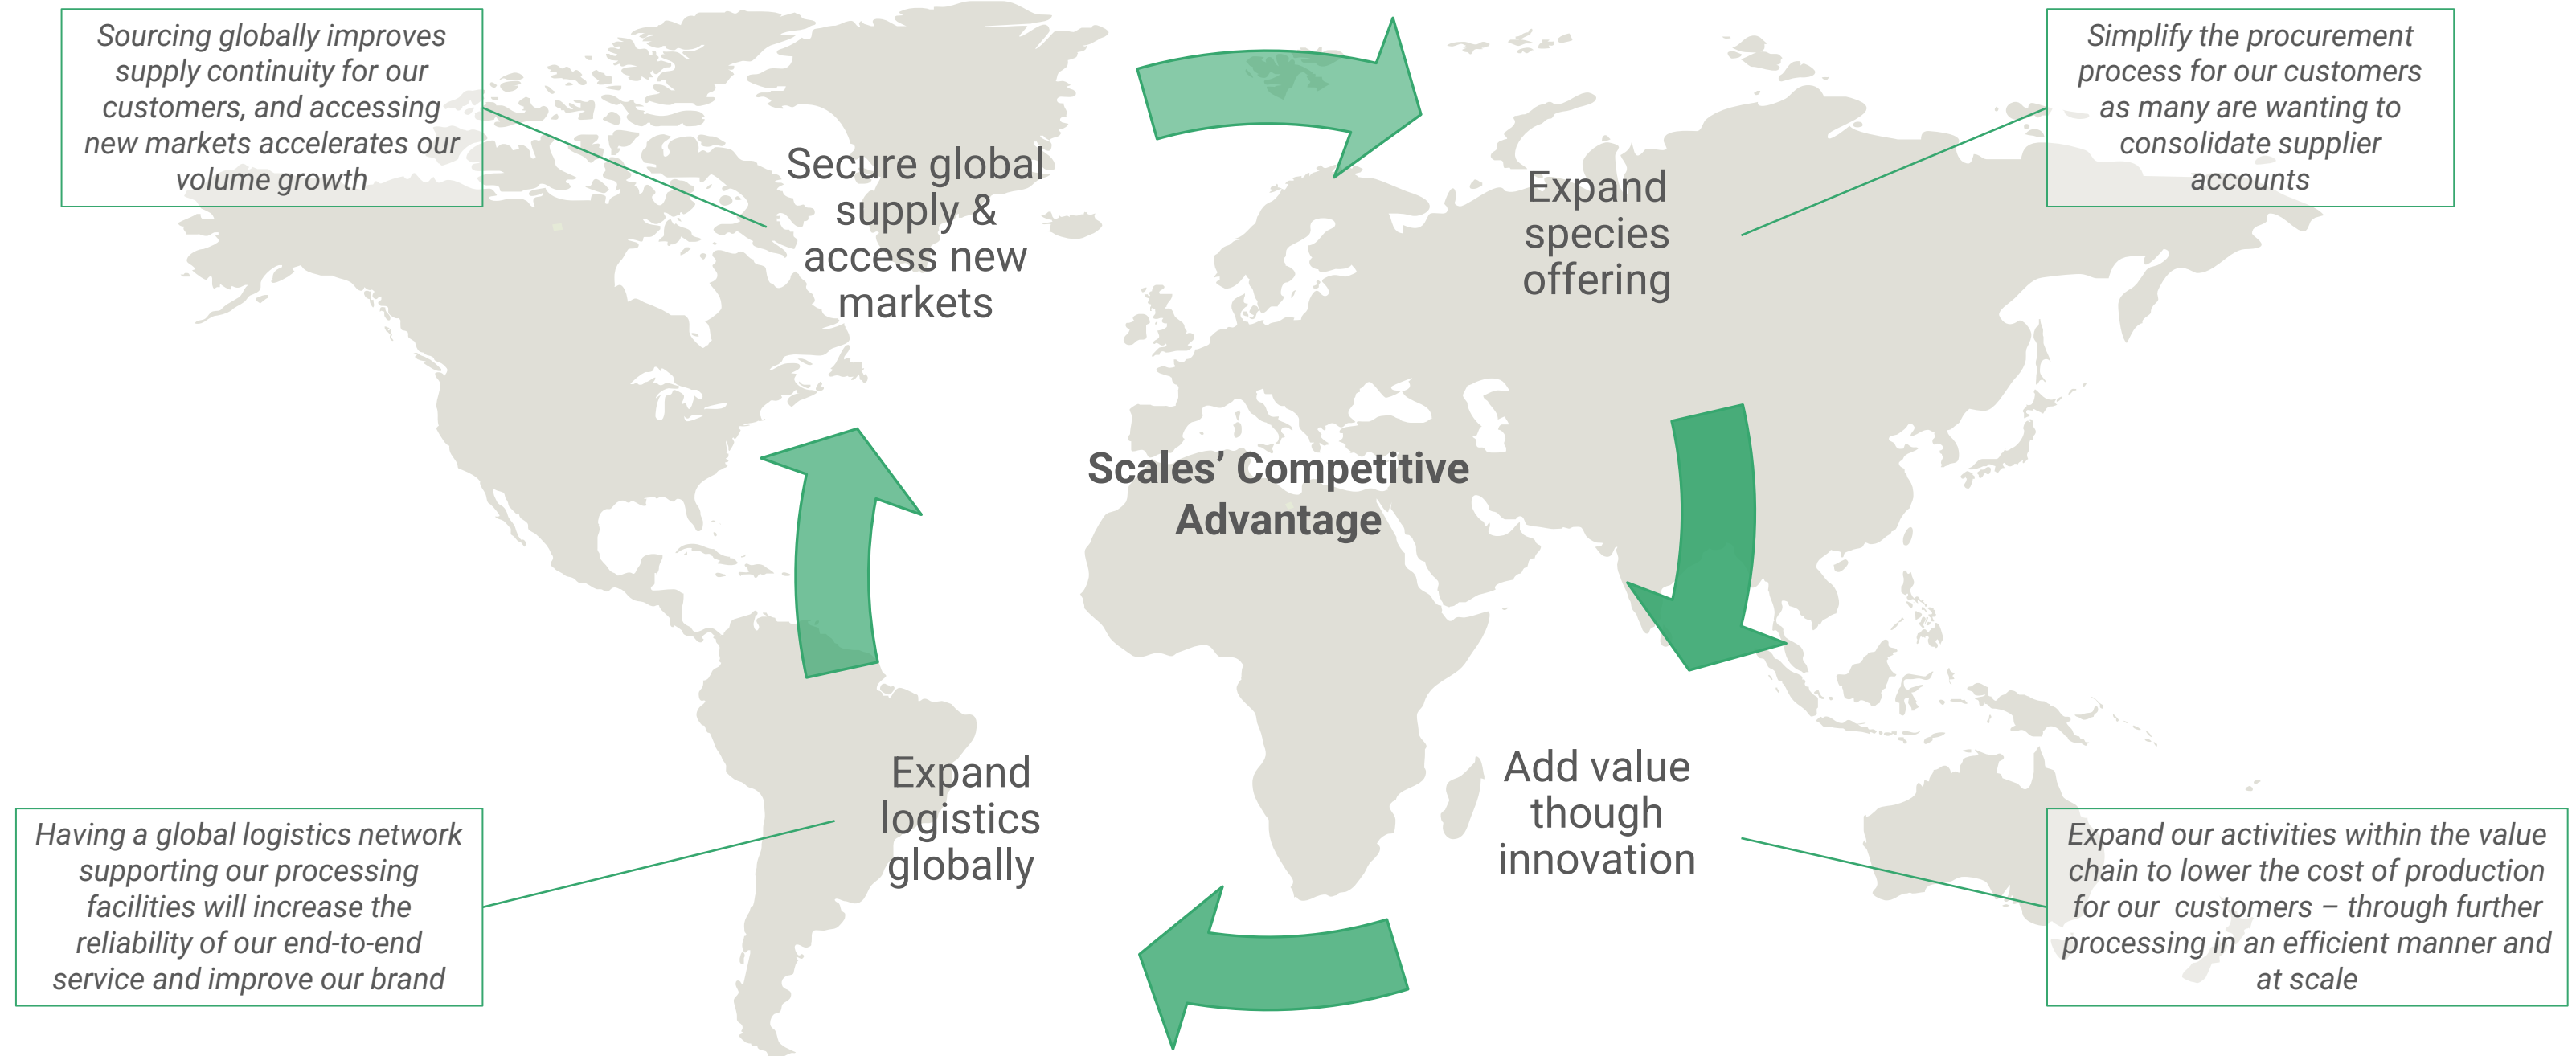 Sourcing globally improves
supply continuity for our
customers, and accessing
new markets accelerates our
volume growth
Secure global
supply &
access new
markets
Expand
species
offering
Simplify the procurement
process for our customers
as many are wanting to
consolidate supplier
accounts
Scales’ Competitive
Advantage
Having a global logistics network
supporting our processing
facilities will increase the
reliability of our end-to-end
service and improve our brand
Expand
logistics
globally
Add value
though
innovation
Expand our activities within the value
chain to lower the cost of production
for our  customers – through further
processing in an efficient manner and
at scale